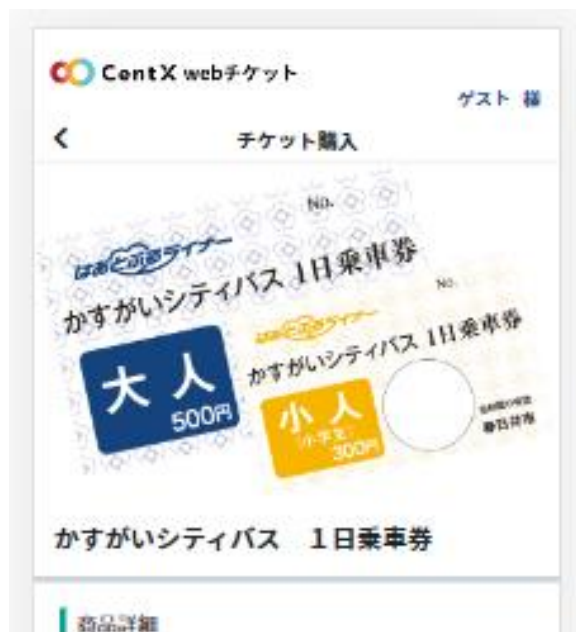 CentX webチケット
ゲスト 様
チケット購入
No.
はあとふるライナー
かすがいシティバス 1日乗車券
大人
500円
No.
はあとふるライナー
かすがいシティバス 1日乗車券
小人
(小学生)
300円
春日井市
かすがいシティバス　1日乗車券
商品詳細